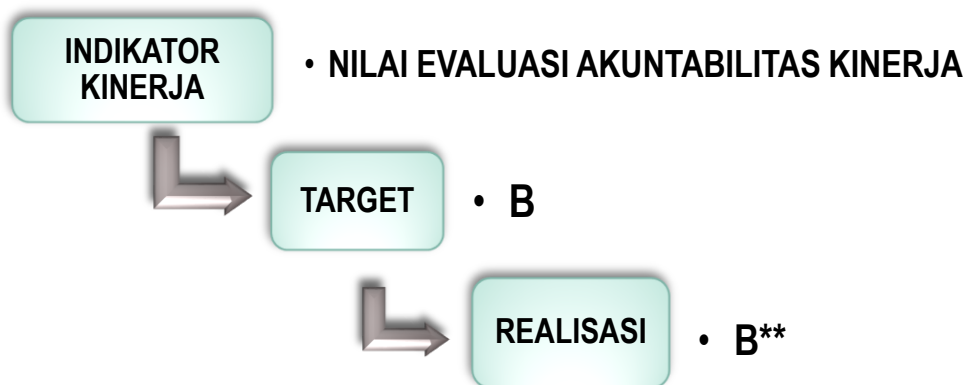 INDIKATOR
KINERJA
• NILAI EVALUASI AKUNTABILITAS KINERJA
TARGET
• B
REALISASI
• B**